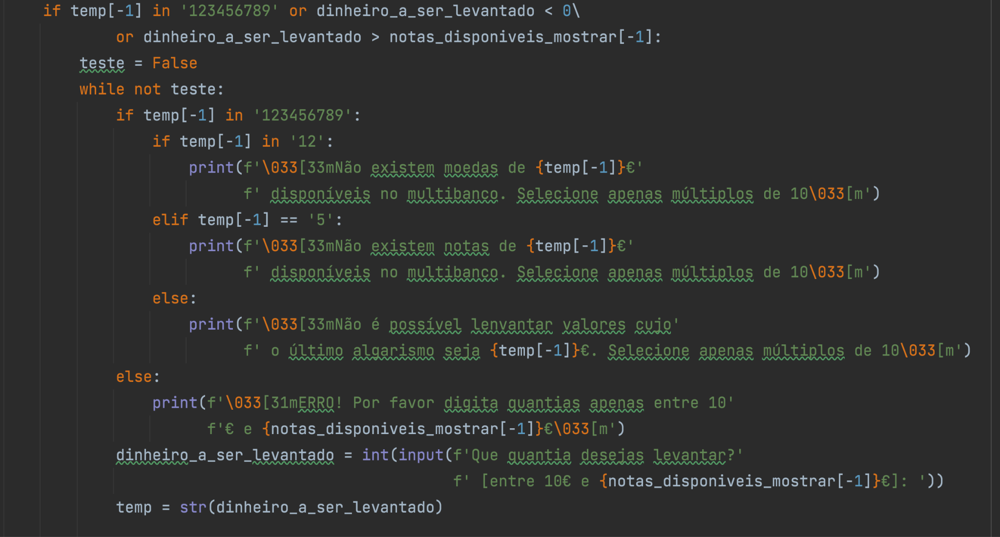 if temp[-1] in '123456789' or dinheiro_a_ser_levantado < 0\
or dinheiro_a_ser_levantado > notas_disponiveis_mostrar[-1]:
teste = False
while not teste:
if temp[-1] in '123456789':
if temp[-1] in '12':
print(f'\033[33mNão existem moedas de {temp[-1]}€'
f' disponíveis no multibanco. Selecione apenas múltiplos de 10\033[m')
elif temp[-1] == '5':
print(f'\033[33mNão existem notas de {temp[-1]}€'
f' disponíveis no multibanco. Selecione apenas múltiplos de 10\033[m')
else:
print(f'\033[33mNão é possível lenvantar valores cujo'
f' o último algarismo seja {temp[-1]}€. Selecione apenas múltiplos de 10\033[m')
else:
print(f'\033[31mERRO! Por favor digita quantias apenas entre 10'
f'€ e {notas_disponiveis_mostrar[-1]}€\033[m')
dinheiro_a_ser_levantado = int(input(f'Que quantia desejas levantar?'
f' [entre 10€ e {notas_disponiveis_mostrar[-1]}€]: '))
temp = str(dinheiro_a_ser_levantado)